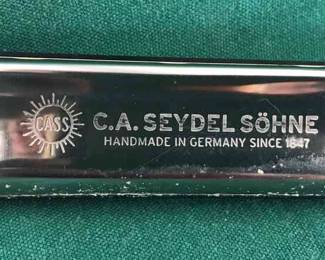 CASS
C.A. SEYDEL SÖHNE
HANDMADE IN GERMANY SINCE 1847